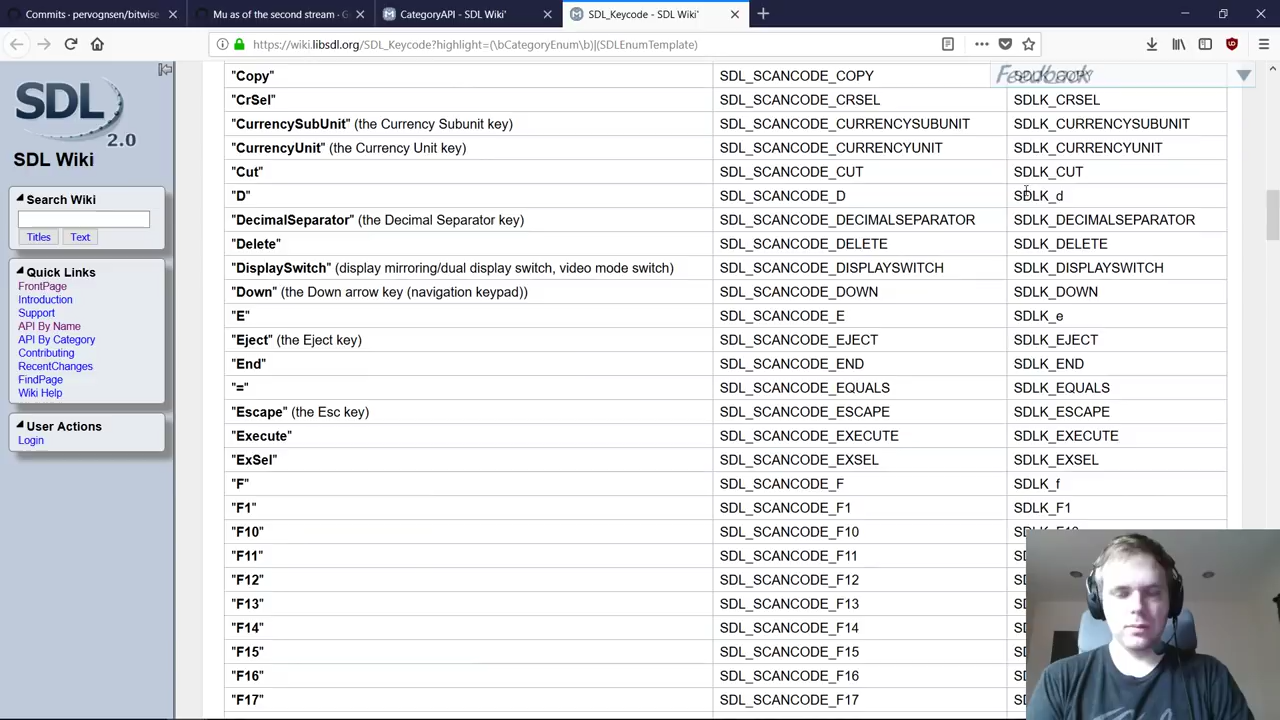 Commits - pervognsen/bitwise
Mu as of the second stream - G
CategoryAPI - SDL Wiki'
SDL_Keycode - SDL Wiki'
https://wiki.libsdl.org/SDL_Keycode?highlight=(\bCategoryEnum\b)|(SDLEnumTemplate)
SDL
2.0
SDL Wiki
Search Wiki
Titles
Text
Quick Links
FrontPage
Introduction
Support
API By Name
API By Category
Contributing
RecentChanges
FindPage
Wiki Help
User Actions
Login
Feedback
"Copy" SDL_SCANCODE_COPY SDLK_COPY
"CrSel" SDL_SCANCODE_CRSEL SDLK_CRSEL
"CurrencySubUnit" (the Currency Subunit key) SDL_SCANCODE_CURRENCYSUBUNIT SDLK_CURRENCYSUBUNIT
"CurrencyUnit" (the Currency Unit key) SDL_SCANCODE_CURRENCYUNIT SDLK_CURRENCYUNIT
"Cut" SDL_SCANCODE_CUT SDLK_CUT
"D" SDL_SCANCODE_D SDLK_d
"DecimalSeparator" (the Decimal Separator key) SDL_SCANCODE_DECIMALSEPARATOR SDLK_DECIMALSEPARATOR
"Delete" SDL_SCANCODE_DELETE SDLK_DELETE
"DisplaySwitch" (display mirroring/dual display switch, video mode switch) SDL_SCANCODE_DISPLAYSWITCH SDLK_DISPLAYSWITCH
"Down" (the Down arrow key (navigation keypad)) SDL_SCANCODE_DOWN SDLK_DOWN
"E" SDL_SCANCODE_E SDLK_e
"Eject" (the Eject key) SDL_SCANCODE_EJECT SDLK_EJECT
"End" SDL_SCANCODE_END SDLK_END
"=" SDL_SCANCODE_EQUALS SDLK_EQUALS
"Escape" (the Esc key) SDL_SCANCODE_ESCAPE SDLK_ESCAPE
"Execute" SDL_SCANCODE_EXECUTE SDLK_EXECUTE
"ExSel" SDL_SCANCODE_EXSEL SDLK_EXSEL
"F" SDL_SCANCODE_F SDLK_f
"F1" SDL_SCANCODE_F1 SDLK_F1
"F10" SDL_SCANCODE_F10 SDLK_F10
"F11" SDL_SCANCODE_F11
"F12" SDL_SCANCODE_F12
"F13" SDL_SCANCODE_F13
"F14" SDL_SCANCODE_F14
"F15" SDL_SCANCODE_F15
"F16" SDL_SCANCODE_F16
"F17" SDL_SCANCODE_F17